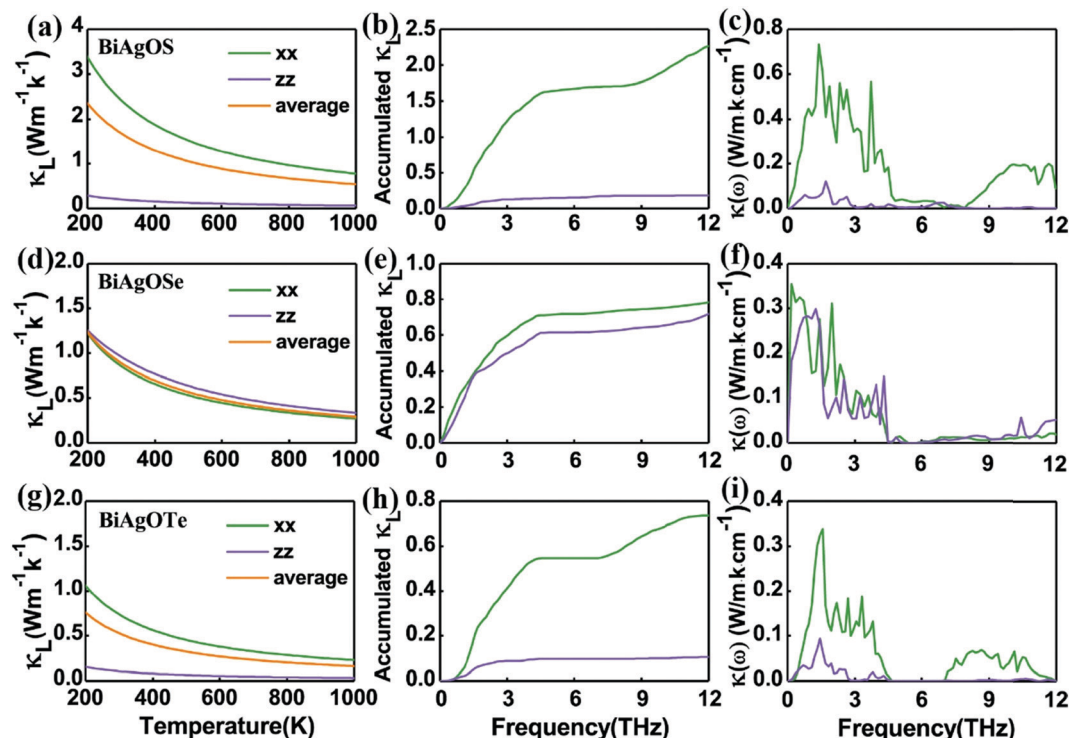 (a)
BiAgOS
xx
zz
average
κL(Wm-1k-1)
4
3
2
1
0
200 400 600 800 1000
(b)
Accumulated κL
2.5
2.0
1.5
1.0
0.5
0.0
3 6 9 12
(c)
κ(ω) (W/m·k·cm-1)
0.8
0.6
0.4
0.2
0.0
0 3 6 9 12
(d)
BiAgOSe
xx
zz
average
κL(Wm-1k-1)
2.0
1.5
1.0
0.5
0.0
200 400 600 800 1000
(e)
Accumulated κL
1.0
0.8
0.6
0.4
0.2
0.0
0 3 6 9 12
(f)
κ(ω) (W/m·k·cm-1)
0.4
0.3
0.2
0.1
0.0
0 3 6 9 12
(g)
BiAgOTe
xx
zz
average
κL(Wm-1k-1)
2.0
1.5
1.0
0.5
0.0
200 400 600 800 1000
Temperature(K)
(h)
Accumulated κL
0.8
0.6
0.4
0.2
0.0
0 3 6 9 12
Frequency(THz)
(i)
κ(ω) (W/m·k·cm-1)
0.4
0.3
0.2
0.1
0.0
0 3 6 9 12
Frequency(THz)